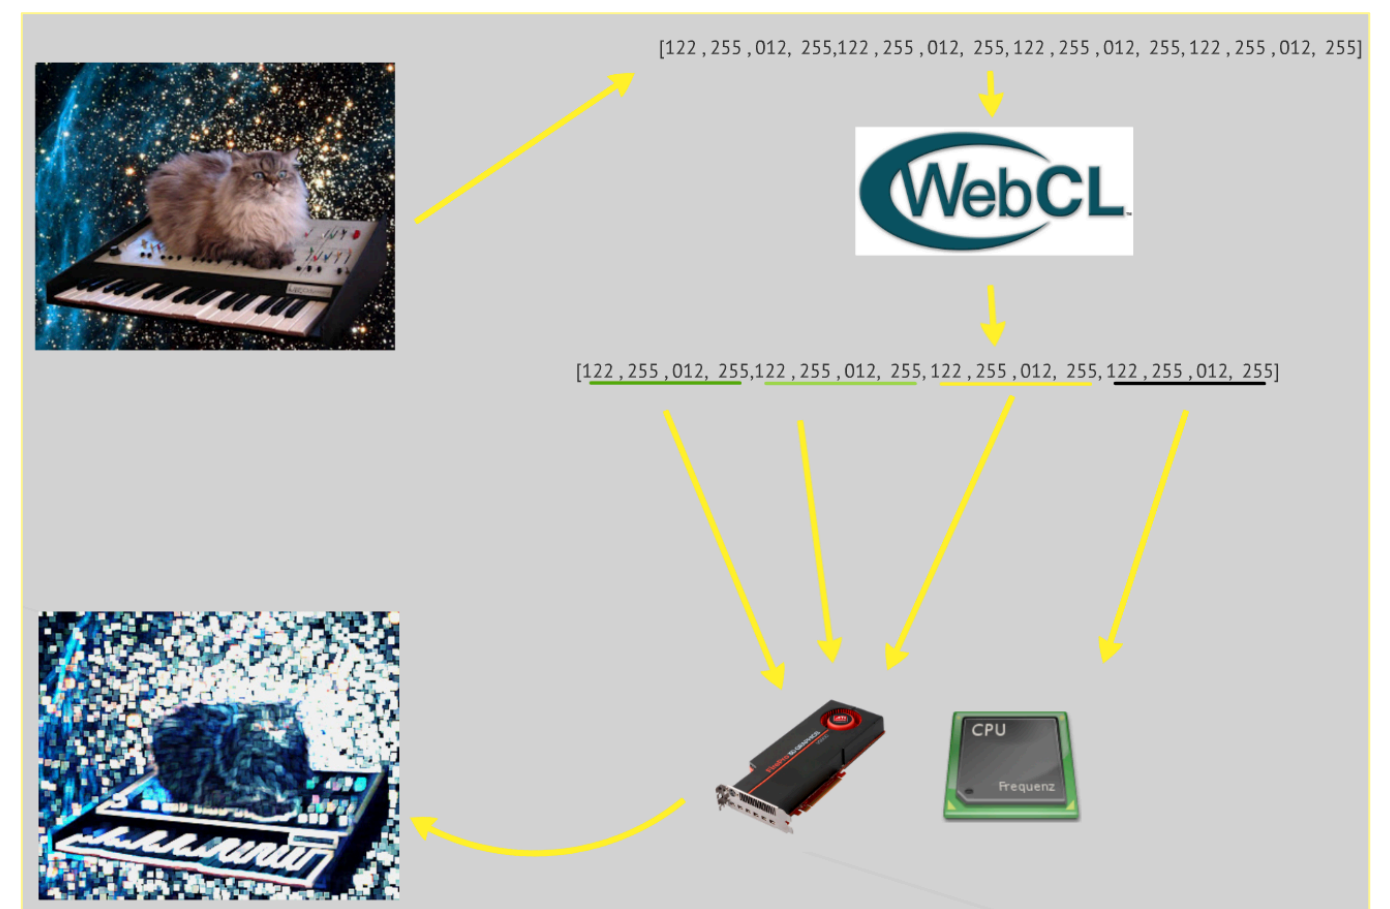 [122 , 255 , 012,  255,122 , 255 , 012,  255, 122 , 255 , 012,  255, 122 , 255 , 012,  255]
WebCL™
[122 , 255 , 012,  255,122 , 255 , 012,  255, 122 , 255 , 012,  255, 122 , 255 , 012,  255]
CPU
Frequenz